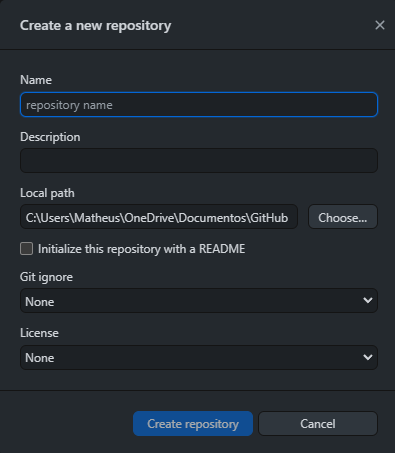 Create a new repository
Name
repository name
Description
Local path
C:\Users\Matheus\OneDrive\Documentos\GitHub
Choose...
Initialize this repository with a README
Git ignore
None
License
None
Create repository
Cancel